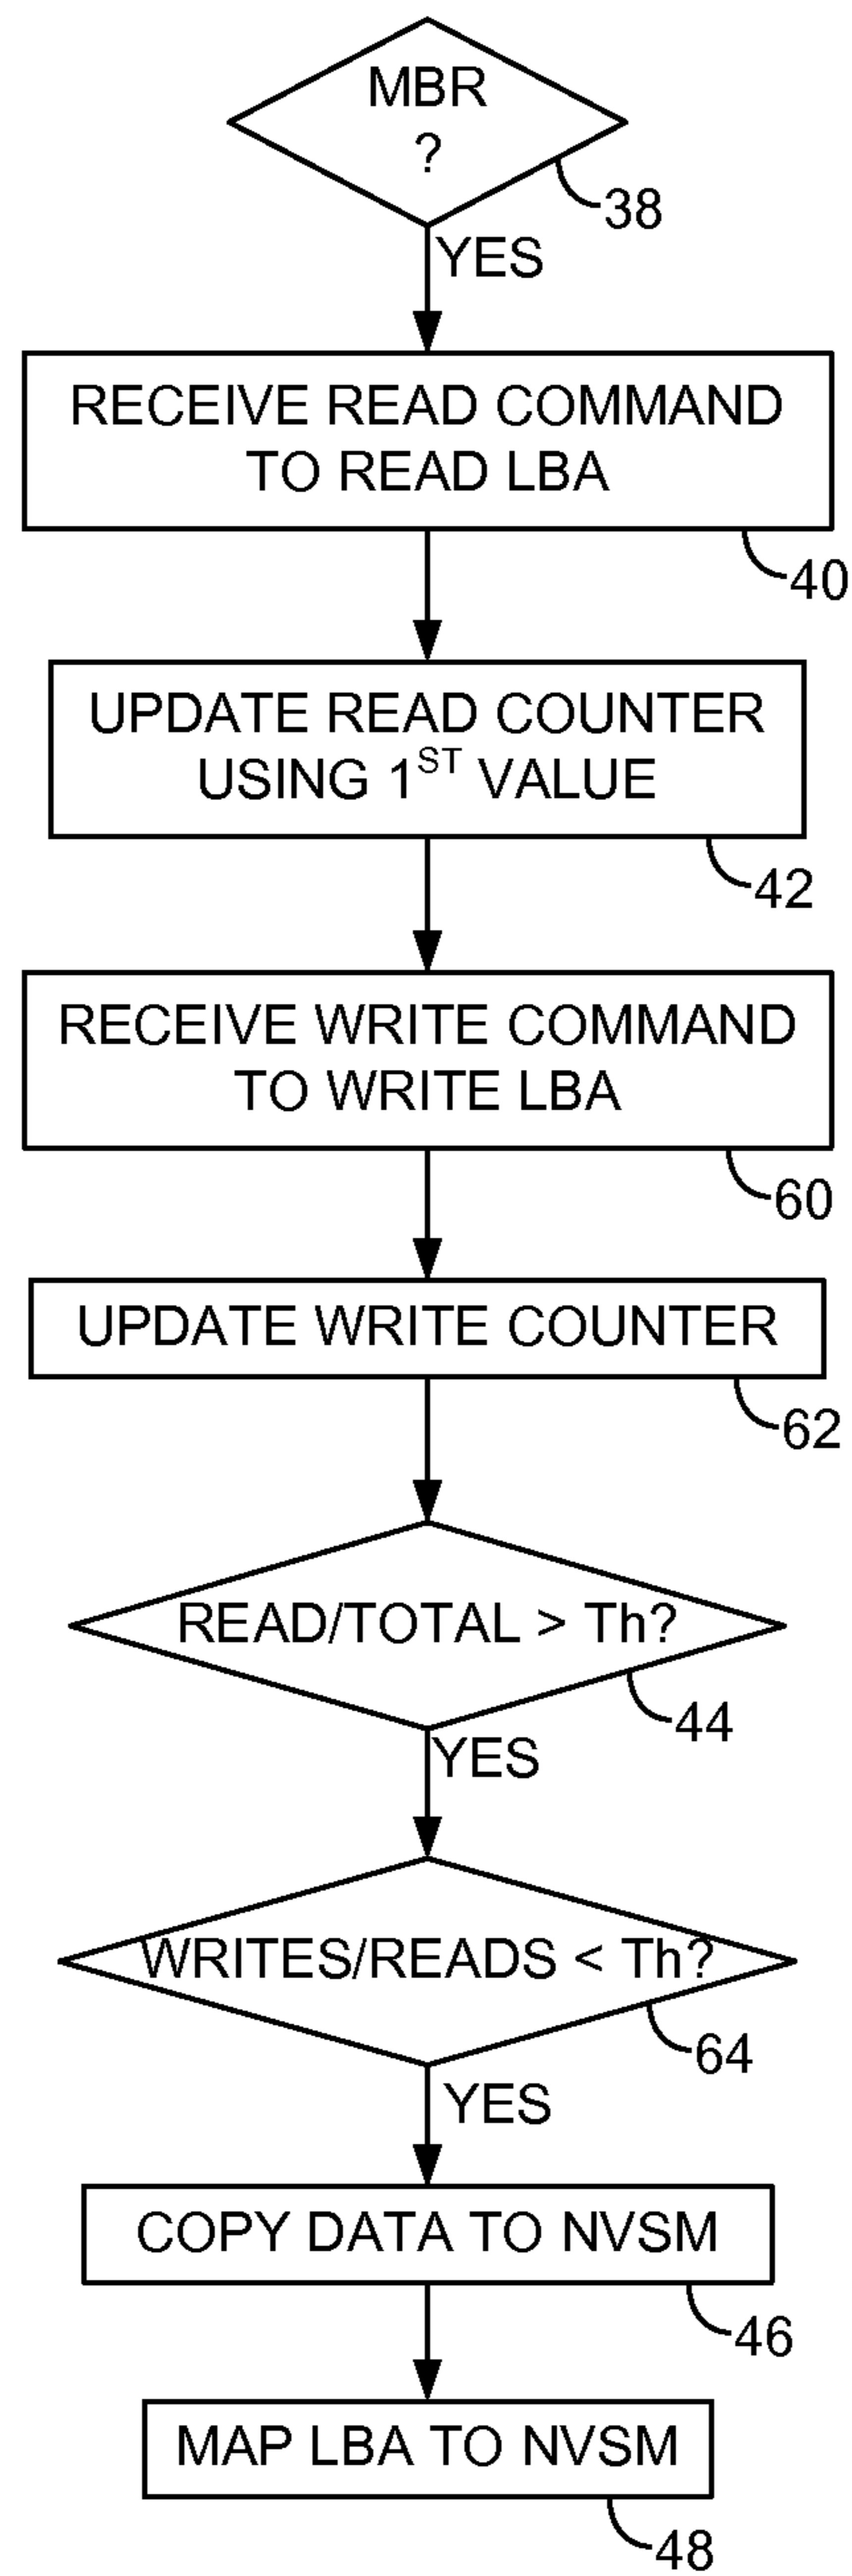 MBR
?
38
YES
RECEIVE READ COMMAND
TO READ LBA
40
UPDATE READ COUNTER
USING 1ST VALUE
42
RECEIVE WRITE COMMAND
TO WRITE LBA
60
UPDATE WRITE COUNTER
62
READ/TOTAL > Th?
44
YES
WRITES/READS < Th?
64
YES
COPY DATA TO NVSM
46
MAP LBA TO NVSM
48